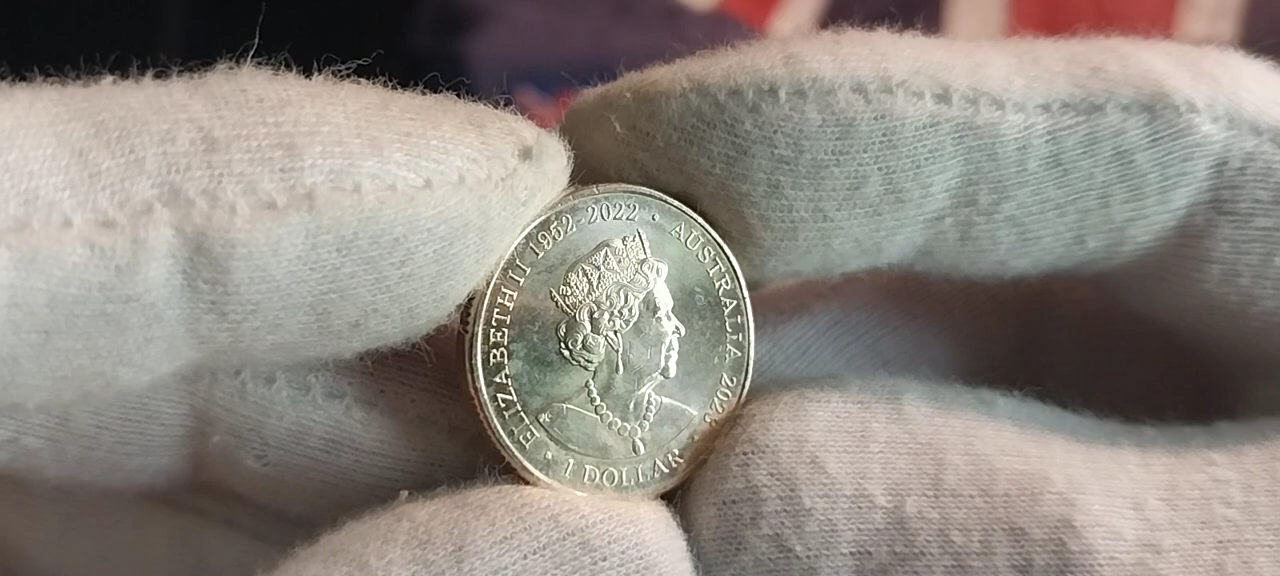 ELIZABETH II 1952-2022 • AUSTRALIA 2023 •
1 DOLLAR •